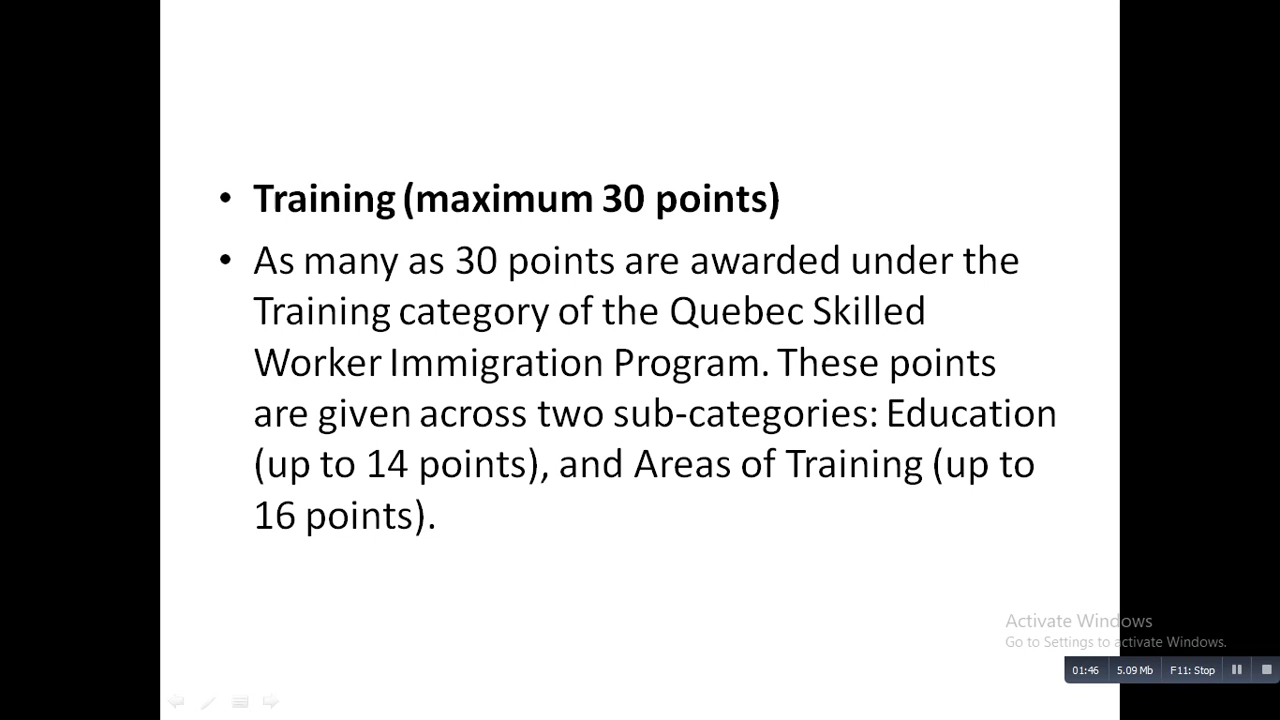 • Training (maximum 30 points)
• As many as 30 points are awarded under the
Training category of the Quebec Skilled
Worker Immigration Program. These points
are given across two sub-categories: Education
(up to 14 points), and Areas of Training (up to
16 points).
Activate Windows
Go to Settings to activate Windows.
01:46 5.09 Mb F11: Stop